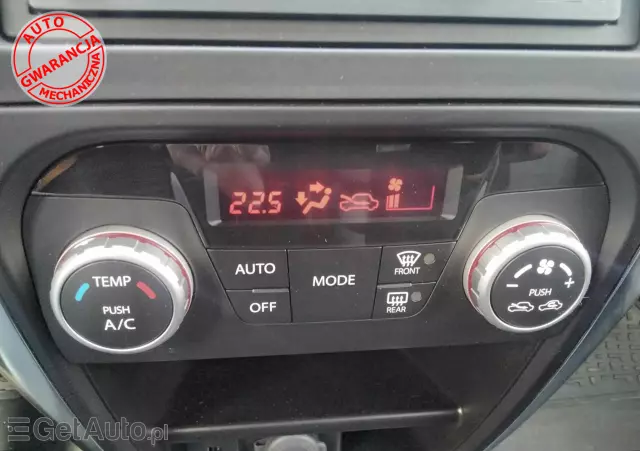 AUTO
GWARANCJA
MECHANICZNA
22.5
TEMP
PUSH
A/C
AUTO
OFF
MODE
FRONT
REAR
- +
PUSH
GetAuto.pl